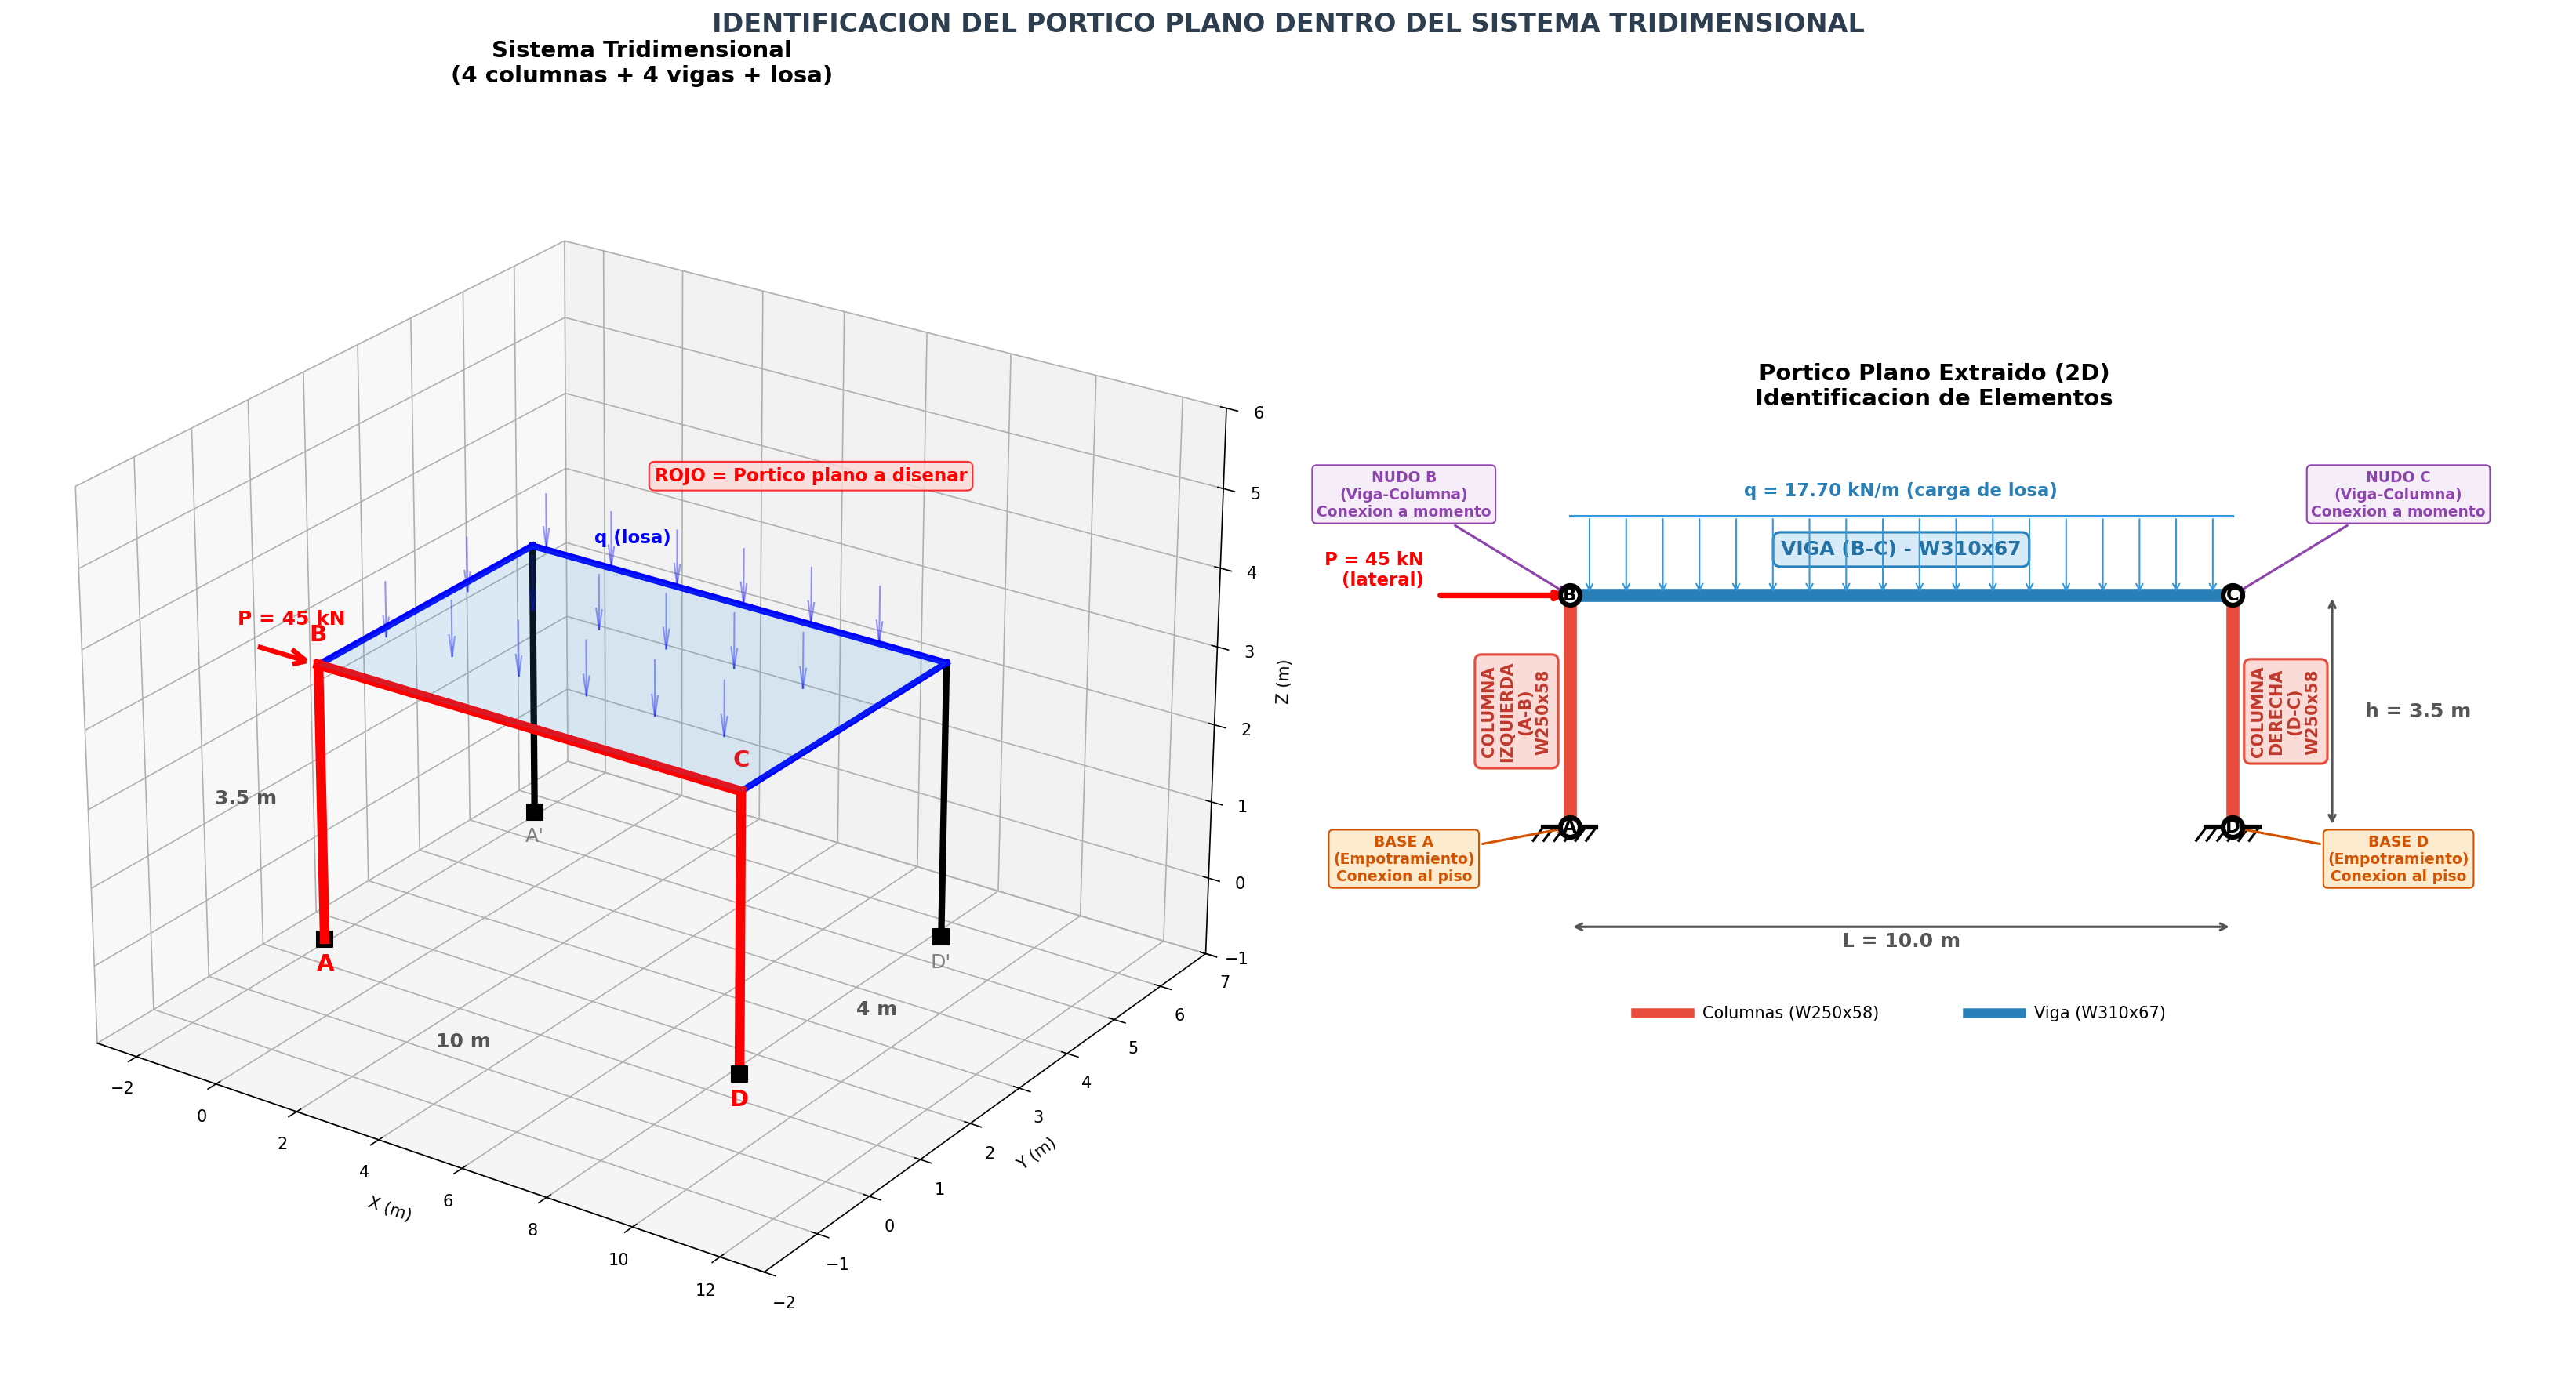 IDENTIFICACION DEL PORTICO PLANO DENTRO DEL SISTEMA TRIDIMENSIONAL
Sistema Tridimensional
(4 columnas + 4 vigas + losa)
ROJO = Portico plano a disenar
q (losa)
P = 45 kN
B
C
3.5 m
A'
A
D'
4 m
10 m
D
6
5
4
3
2
1
0
−1
Z (m)
7
6
5
4
3
2
1
0
−1
−2
Y (m)
−2
0
2
4
6
8
10
12
X (m)
Portico Plano Extraido (2D)
Identificacion de Elementos
NUDO B
(Viga-Columna)
Conexion a momento
q = 17.70 kN/m (carga de losa)
NUDO C
(Viga-Columna)
Conexion a momento
P = 45 kN
(lateral)
VIGA (B-C) - W310x67
B
C
COLUMNA
IZQUIERDA
(A-B)
W250x58
COLUMNA
DERECHA
(D-C)
W250x58
h = 3.5 m
A
D
BASE A
(Empotramiento)
Conexion al piso
BASE D
(Empotramiento)
Conexion al piso
L = 10.0 m
Columnas (W250x58)
Viga (W310x67)